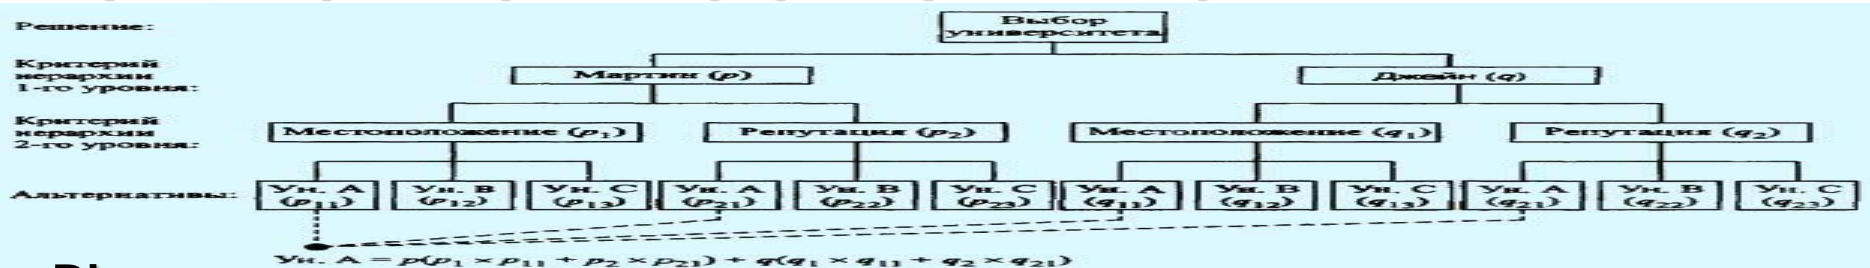 Решение:
Выбор
университета
Критерий
иерархии
1-го уровня:
Мартин (p)
Джейн (q)
Критерий
иерархии
2-го уровня:
Местоположение (p₁)
Репутация (p₂)
Местоположение (q₁)
Репутация (q₂)
Альтернативы:
Ун. A
(p₁₁)
Ун. B
(p₁₂)
Ун. C
(p₁₃)
Ун. A
(p₂₁)
Ун. B
(p₂₂)
Ун. C
(p₂₃)
Ун. A
(q₁₁)
Ун. B
(q₁₂)
Ун. C
(q₁₃)
Ун. A
(q₂₁)
Ун. B
(q₂₂)
Ун. C
(q₂₃)
Ун. A = p(p₁ × p₁₁ + p₂ × p₂₁) + q(q₁ × q₁₁ + q₂ × q₂₁)